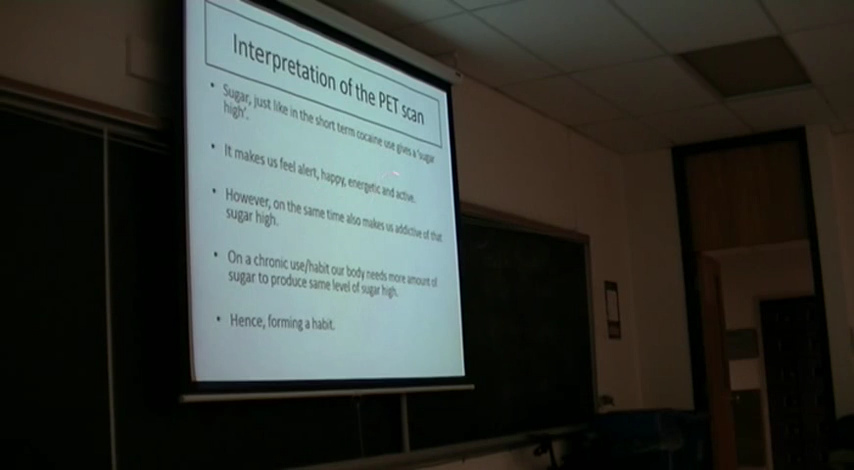 Interpretation of the PET scan
• Sugar, just like in the short term cocaine use gives a 'sugar
high'.
• It makes us feel alert, happy, energetic and active.
• However, on the same time also makes us addictive of that
sugar high.
• On a chronic use/habit our body needs more amount of
sugar to produce same level of sugar high.
• Hence, forming a habit.